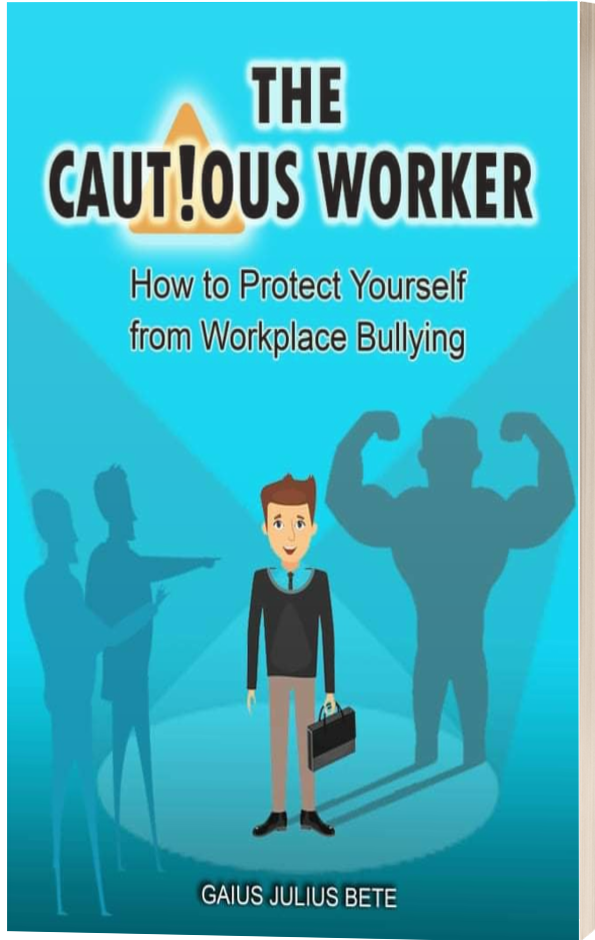 THE
CAUT!OUS WORKER
How to Protect Yourself
from Workplace Bullying
GAIUS JULIUS BETE